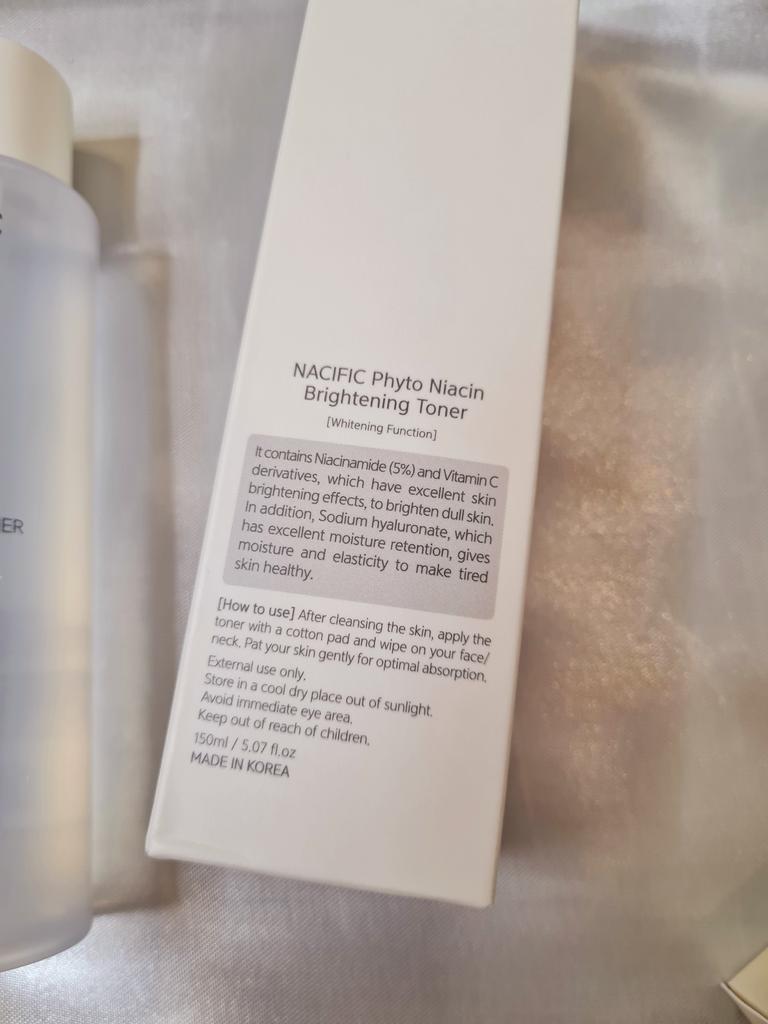 NACIFIC Phyto Niacin
Brightening Toner
[Whitening Function]
It contains Niacinamide (5%) and Vitamin C
derivatives, which have excellent skin
brightening effects, to brighten dull skin.
In addition, Sodium hyaluronate, which
has excellent moisture retention, gives
moisture and elasticity to make tired
skin healthy.
[How to use] After cleansing the skin, apply the
toner with a cotton pad and wipe on your face/
neck. Pat your skin gently for optimal absorption.
External use only.
Store in a cool dry place out of sunlight.
Avoid immediate eye area.
Keep out of reach of children.
150ml / 5.07 fl.oz
MADE IN KOREA
ER